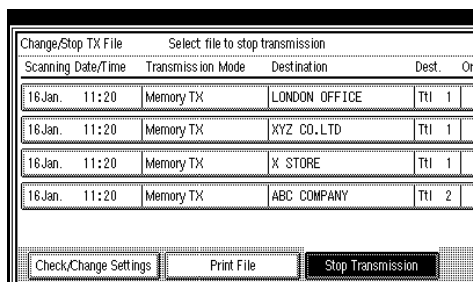 Change/Stop TX File Select file to stop transmission
Scanning Date/Time Transmission Mode Destination Dest. Or
16Jan. 11:20 Memory TX LONDON OFFICE Ttl 1
16Jan. 11:20 Memory TX XYZ CO.LTD Ttl 1
16Jan. 11:20 Memory TX X STORE Ttl 1
16Jan. 11:20 Memory TX ABC COMPANY Ttl 2
Check/Change Settings Print File Stop Transmission